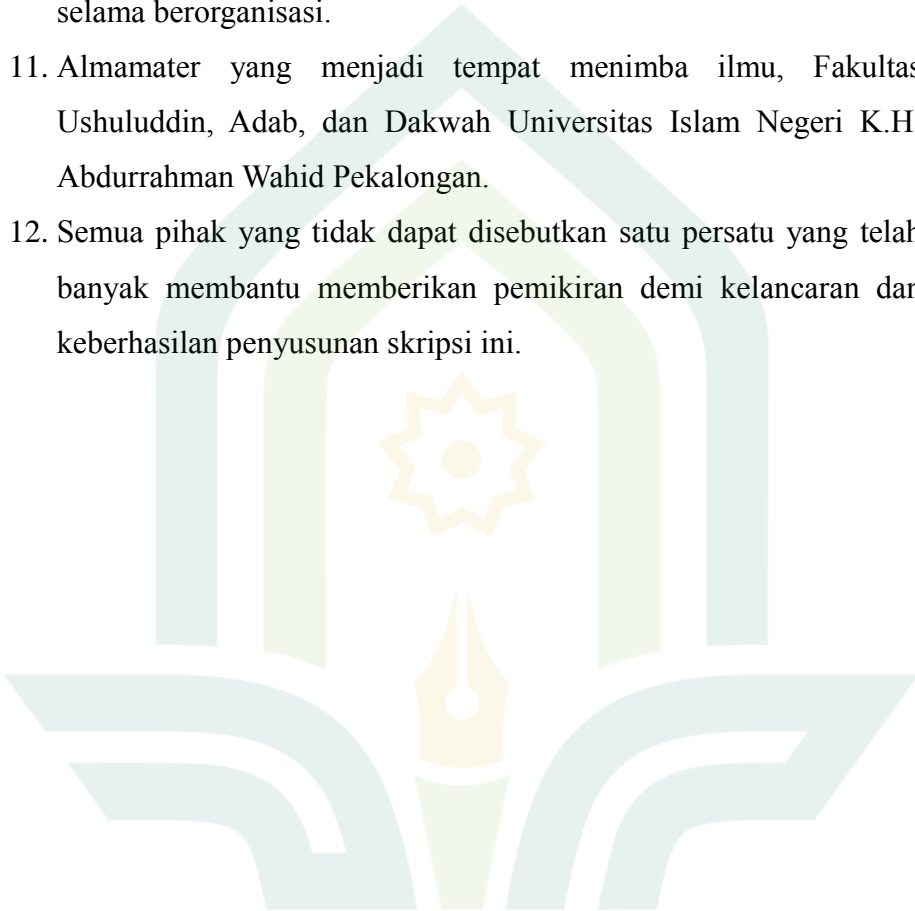 selama berorganisasi.
11. Almamater yang menjadi tempat menimba ilmu, Fakultas
Ushuluddin, Adab, dan Dakwah Universitas Islam Negeri K.H.
Abdurrahman Wahid Pekalongan.
12. Semua pihak yang tidak dapat disebutkan satu persatu yang telah
banyak membantu memberikan pemikiran demi kelancaran dan
keberhasilan penyusunan skripsi ini.